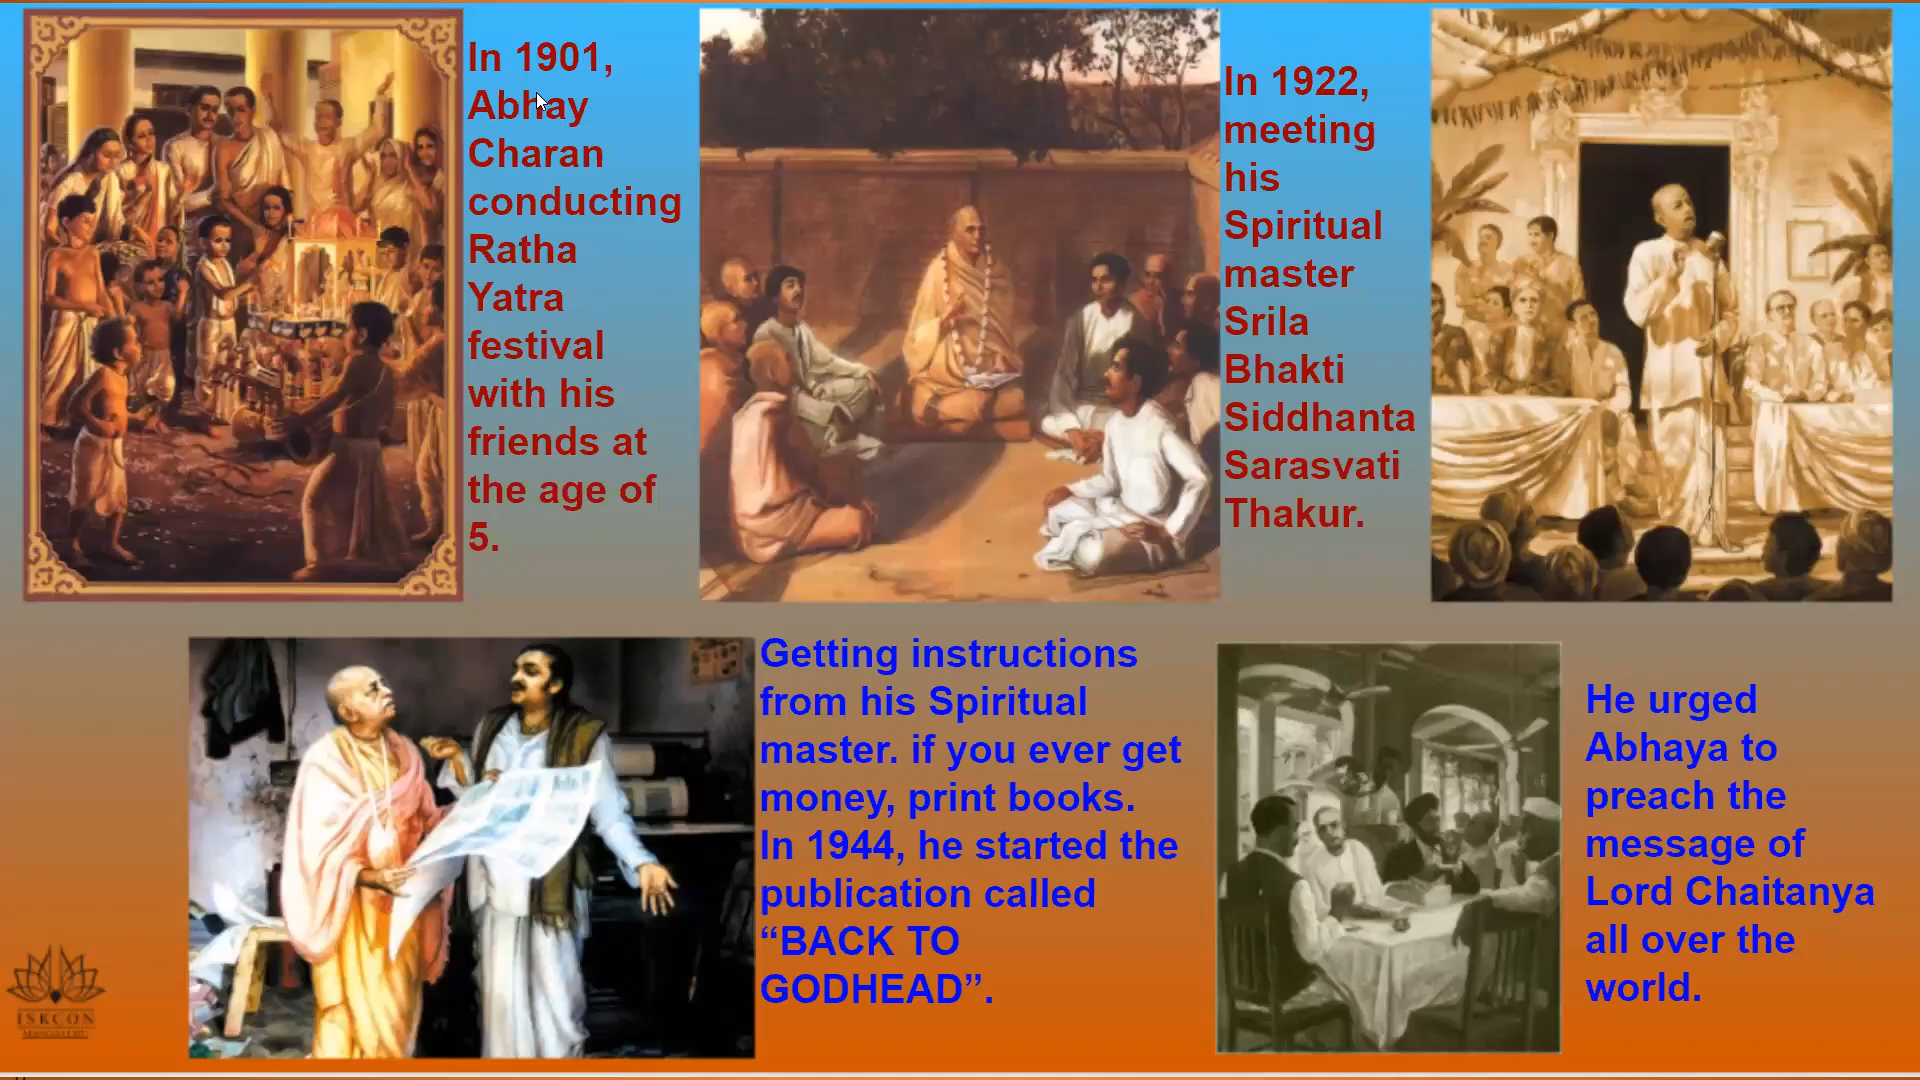 In 1901,
Abhay
Charan
conducting
Ratha
Yatra
festival
with his
friends at
the age of
5.
In 1922,
meeting
his
Spiritual
master
Srila
Bhakti
Siddhanta
Sarasvati
Thakur.
Getting instructions
from his Spiritual
master. if you ever get
money, print books.
In 1944, he started the
publication called
“BACK TO
GODHEAD”.
He urged
Abhaya to
preach the
message of
Lord Chaitanya
all over the
world.
ISKCON